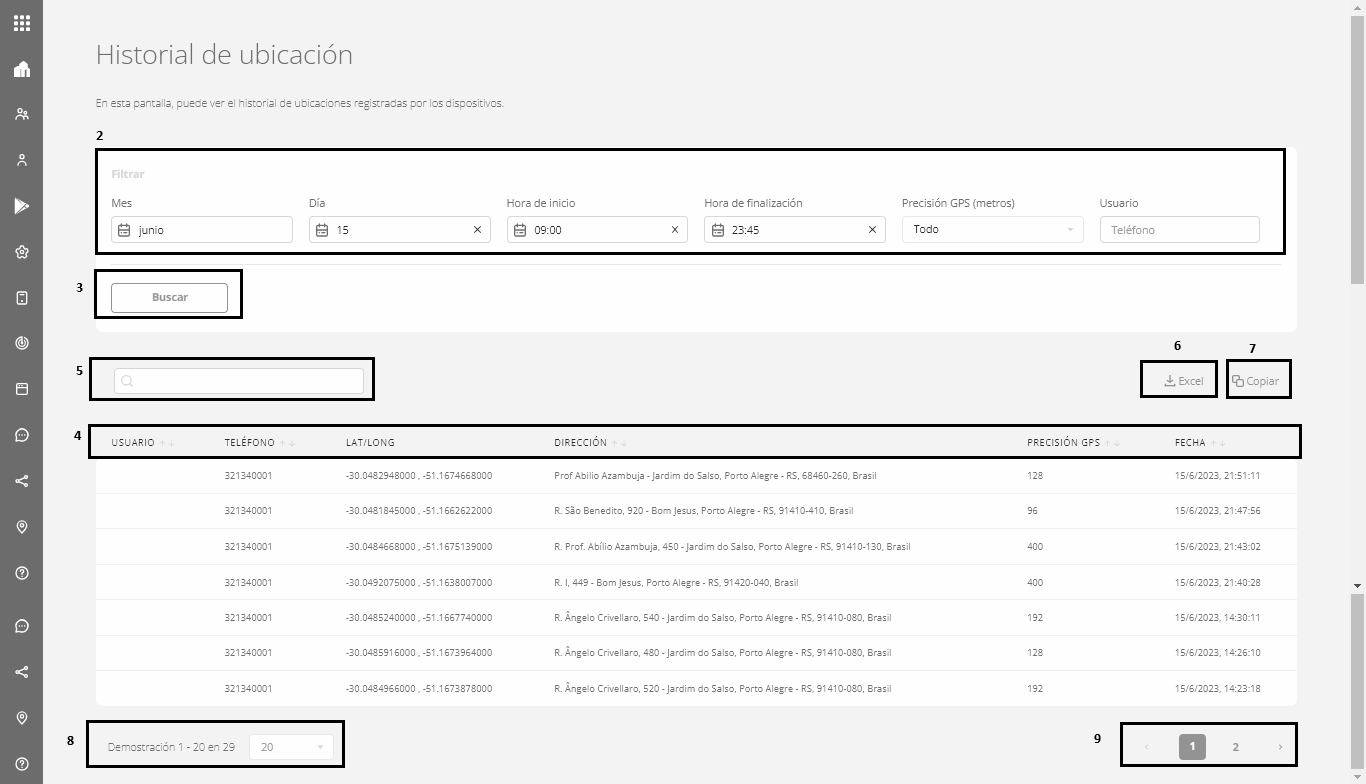 Historial de ubicación
En esta pantalla, puede ver el historial de ubicaciones registradas por los dispositivos.
2
Filtrar
Mes Día Hora de inicio Hora de finalización Precisión GPS (metros) Usuario
junio 15 × 09:00 × 23:45 × Todo Teléfono
3 Buscar
6 7
5 Excel Copiar
4 USUARIO TELÉFONO LAT/LONG DIRECCIÓN PRECISIÓN GPS FECHA
321340001 -30.0482948000 , -51.1674668000 Prof Abilio Azambuja - Jardim do Salso, Porto Alegre - RS, 68460-260, Brasil 128 15/6/2023, 21:51:11
321340001 -30.0481845000 , -51.1662622000 R. São Benedito, 920 - Bom Jesus, Porto Alegre - RS, 91410-410, Brasil 96 15/6/2023, 21:47:56
321340001 -30.0484668000 , -51.1675139000 R. Prof. Abílio Azambuja, 450 - Jardim do Salso, Porto Alegre - RS, 91410-130, Brasil 400 15/6/2023, 21:43:02
321340001 -30.0492075000 , -51.1638007000 R. I, 449 - Bom Jesus, Porto Alegre - RS, 91420-040, Brasil 400 15/6/2023, 21:40:28
321340001 -30.0485240000 , -51.1667740000 R. Ângelo Crivellaro, 540 - Jardim do Salso, Porto Alegre - RS, 91410-080, Brasil 192 15/6/2023, 14:30:11
321340001 -30.0485916000 , -51.1673964000 R. Ângelo Crivellaro, 480 - Jardim do Salso, Porto Alegre - RS, 91410-080, Brasil 128 15/6/2023, 14:26:10
321340001 -30.0484966000 , -51.1673878000 R. Ângelo Crivellaro, 520 - Jardim do Salso, Porto Alegre - RS, 91410-080, Brasil 192 15/6/2023, 14:23:18
8 Demostración 1 - 20 en 29 20 9 ‹ 1 2 ›